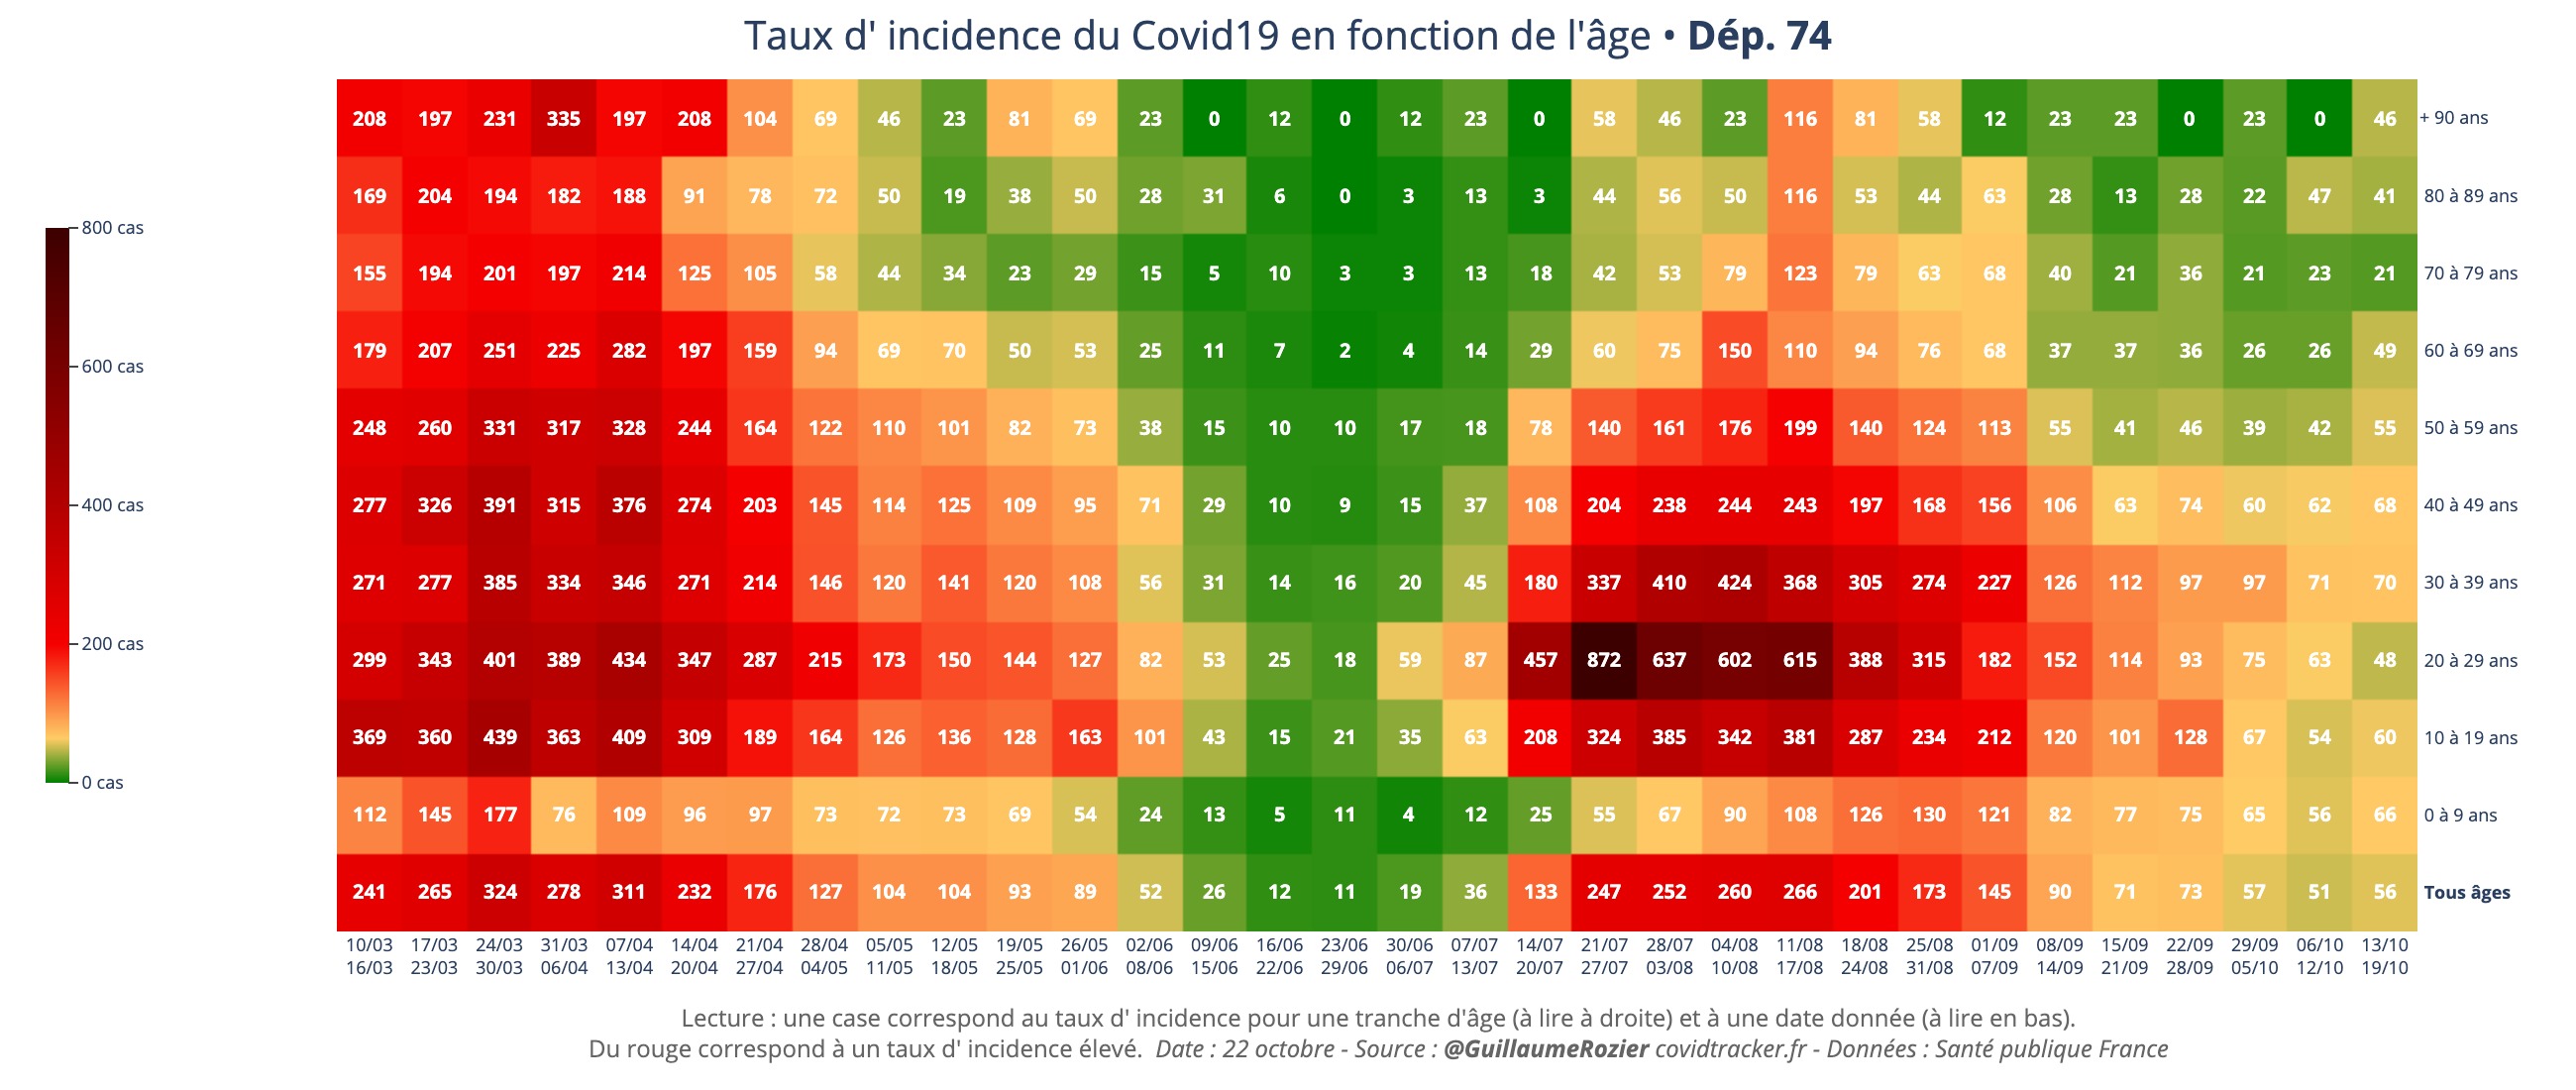 Taux d' incidence du Covid19 en fonction de l'âge • Dép. 74
800 cas
600 cas
400 cas
200 cas
0 cas
208 197 231 335 197 208 104 69 46 23 81 69 23 0 12 0 12 23 0 58 46 23 116 81 58 12 23 23 0 23 0 46 + 90 ans
169 204 194 182 188 91 78 72 50 19 38 50 28 31 6 0 3 13 3 44 56 50 116 53 44 63 28 13 28 22 47 41 80 à 89 ans
155 194 201 197 214 125 105 58 44 34 23 29 15 5 10 3 3 13 18 42 53 79 123 79 63 68 40 21 36 21 23 21 70 à 79 ans
179 207 251 225 282 197 159 94 69 70 50 53 25 11 7 2 4 14 29 60 75 150 110 94 76 68 37 37 36 26 26 49 60 à 69 ans
248 260 331 317 328 244 164 122 110 101 82 73 38 15 10 10 17 18 78 140 161 176 199 140 124 113 55 41 46 39 42 55 50 à 59 ans
277 326 391 315 376 274 203 145 114 125 109 95 71 29 10 9 15 37 108 204 238 244 243 197 168 156 106 63 74 60 62 68 40 à 49 ans
271 277 385 334 346 271 214 146 120 141 120 108 56 31 14 16 20 45 180 337 410 424 368 305 274 227 126 112 97 97 71 70 30 à 39 ans
299 343 401 389 434 347 287 215 173 150 144 127 82 53 25 18 59 87 457 872 637 602 615 388 315 182 152 114 93 75 63 48 20 à 29 ans
369 360 439 363 409 309 189 164 126 136 128 163 101 43 15 21 35 63 208 324 385 342 381 287 234 212 120 101 128 67 54 60 10 à 19 ans
112 145 177 76 109 96 97 73 72 73 69 54 24 13 5 11 4 12 25 55 67 90 108 126 130 121 82 77 75 65 56 66 0 à 9 ans
241 265 324 278 311 232 176 127 104 104 93 89 52 26 12 11 19 36 133 247 252 260 266 201 173 145 90 71 73 57 51 56 Tous âges
10/03 17/03 24/03 31/03 07/04 14/04 21/04 28/04 05/05 12/05 19/05 26/05 02/06 09/06 16/06 23/06 30/06 07/07 14/07 21/07 28/07 04/08 11/08 18/08 25/08 01/09 08/09 15/09 22/09 29/09 06/10 13/10
16/03 23/03 30/03 06/04 13/04 20/04 27/04 04/05 11/05 18/05 25/05 01/06 08/06 15/06 22/06 29/06 06/07 13/07 20/07 27/07 03/08 10/08 17/08 24/08 31/08 07/09 14/09 21/09 28/09 05/10 12/10 19/10
Lecture : une case correspond au taux d' incidence pour une tranche d'âge (à lire à droite) et à une date donnée (à lire en bas).
Du rouge correspond à un taux d' incidence élevé. Date : 22 octobre - Source : @GuillaumeRozier covidtracker.fr - Données : Santé publique France